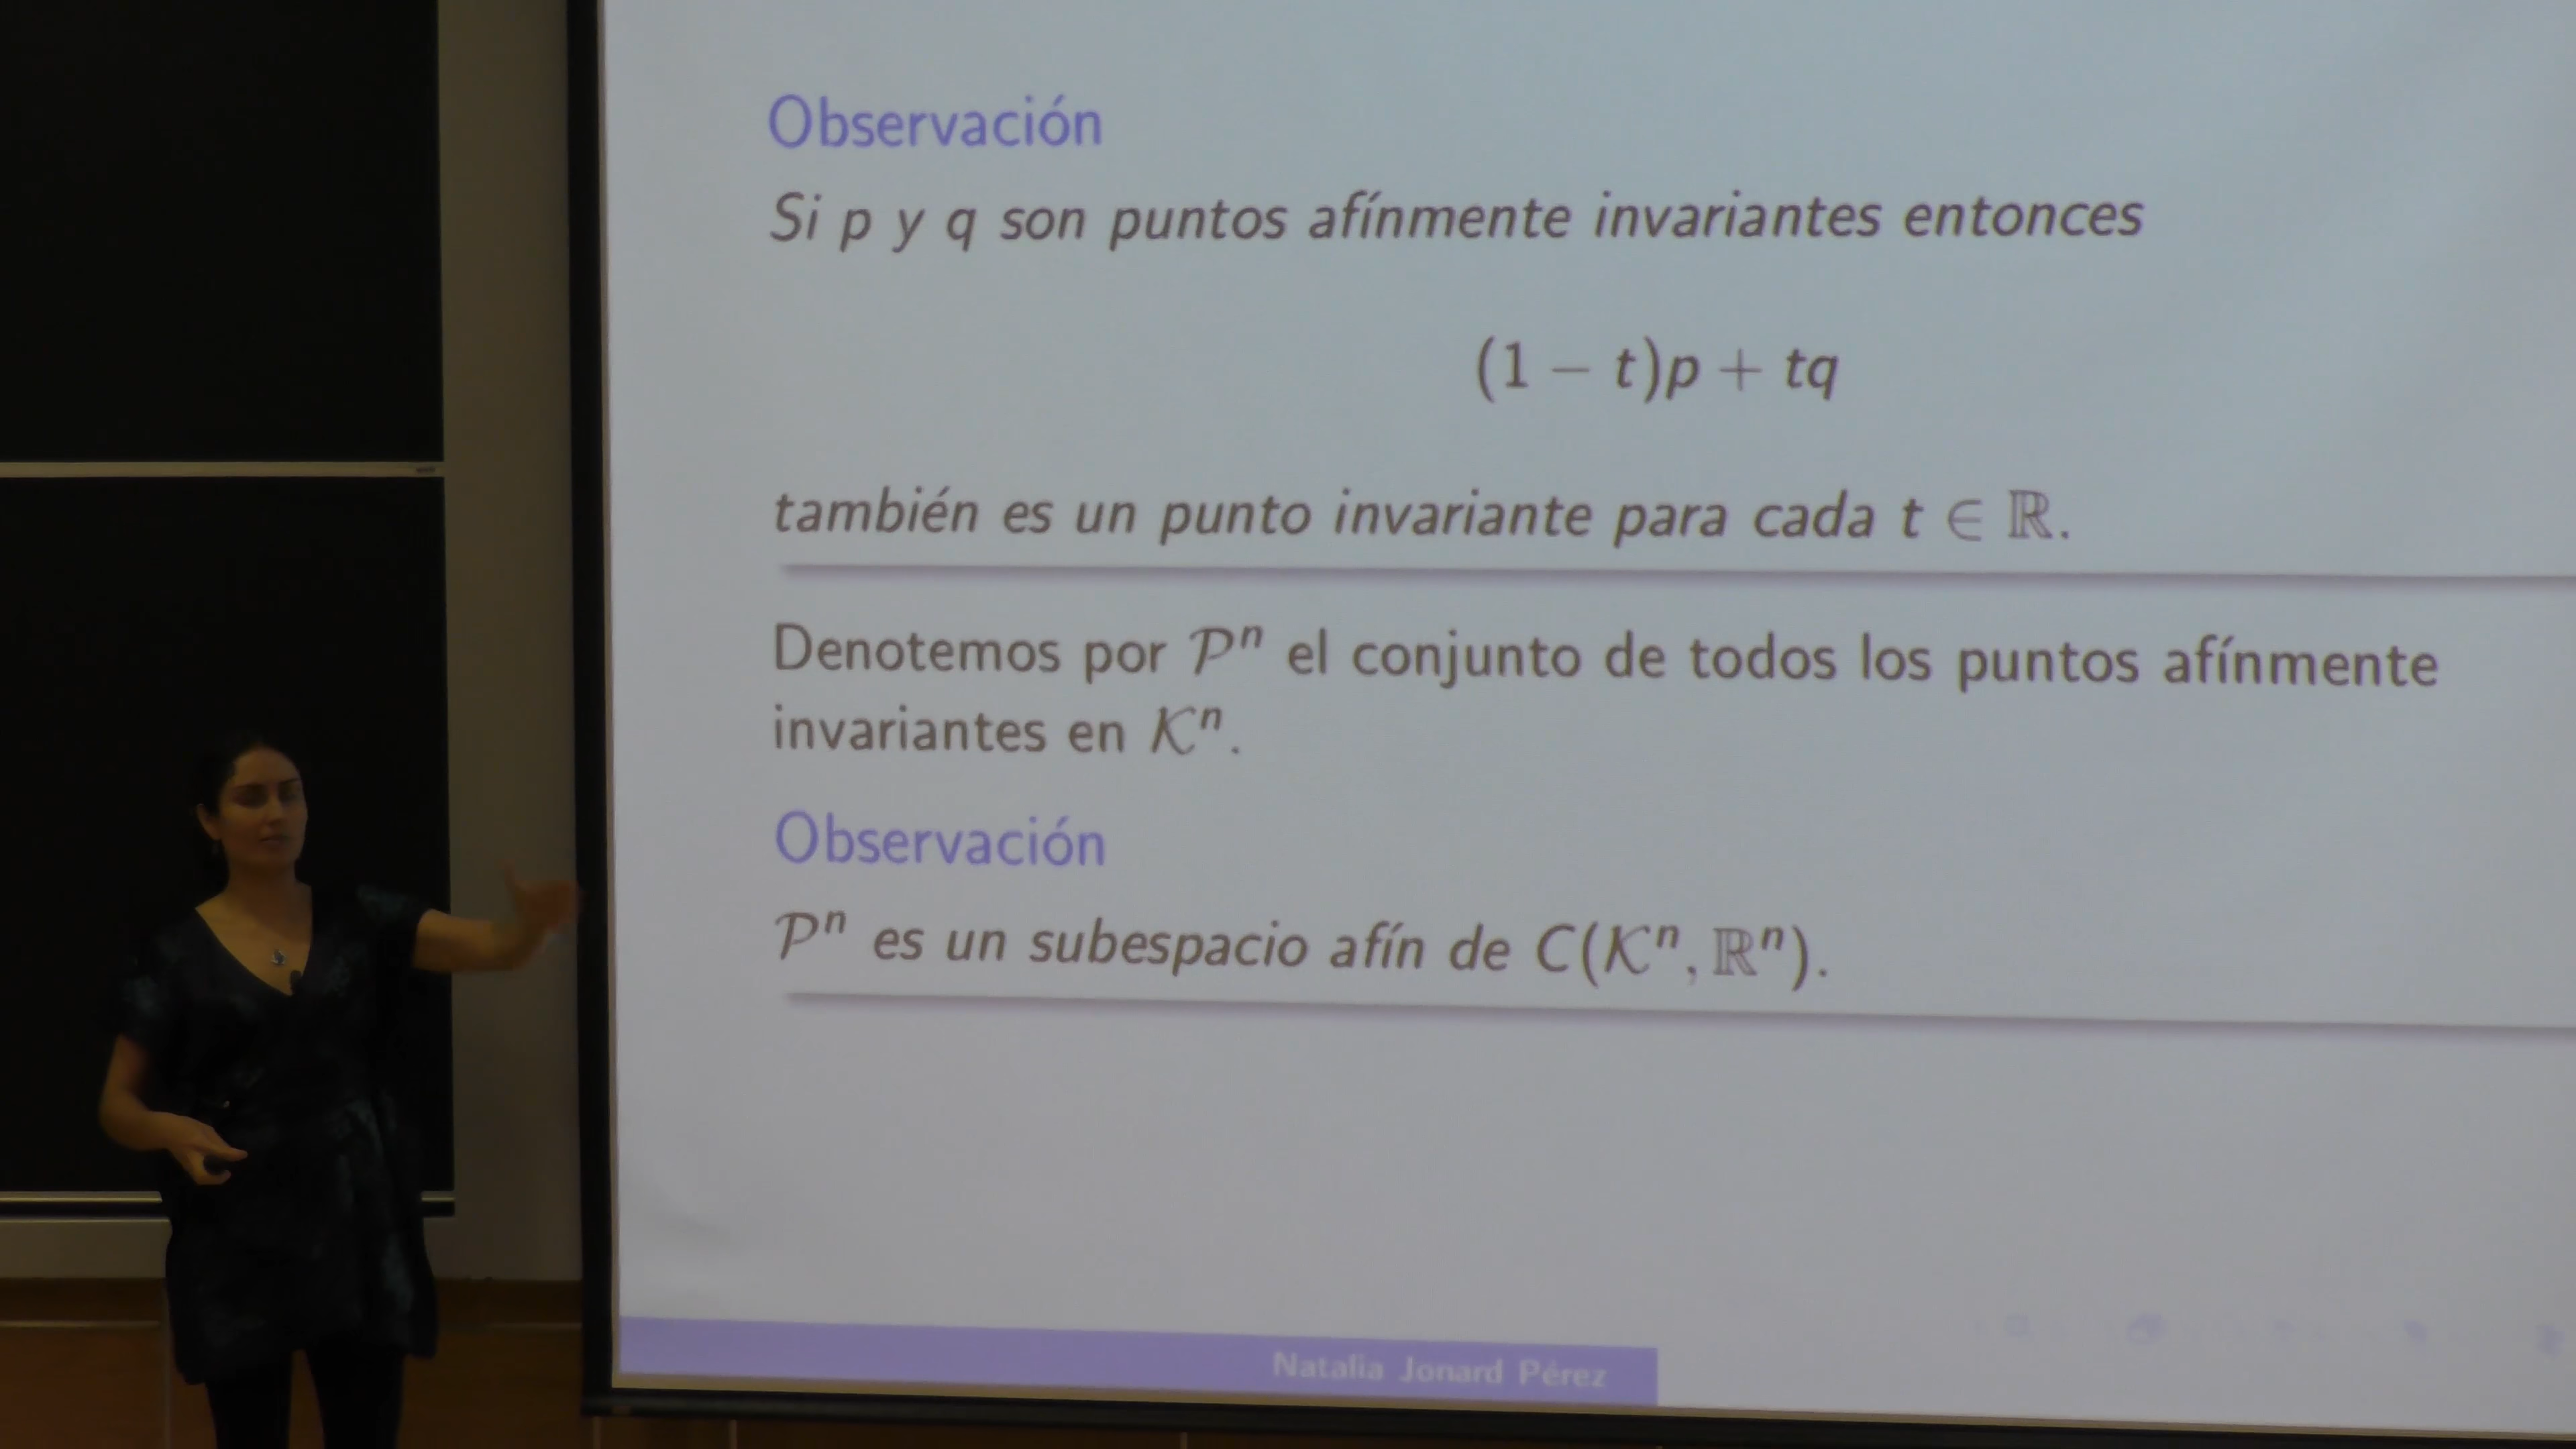 Observación
Si p y q son puntos afínmente invariantes entonces
(1 − t)p + tq
también es un punto invariante para cada t ∈ ℝ.
Denotemos por 𝒫ⁿ el conjunto de todos los puntos afínmente
invariantes en 𝒦ⁿ.
Observación
𝒫ⁿ es un subespacio afín de C(𝒦ⁿ, ℝⁿ).
Natalia Jonard Pérez